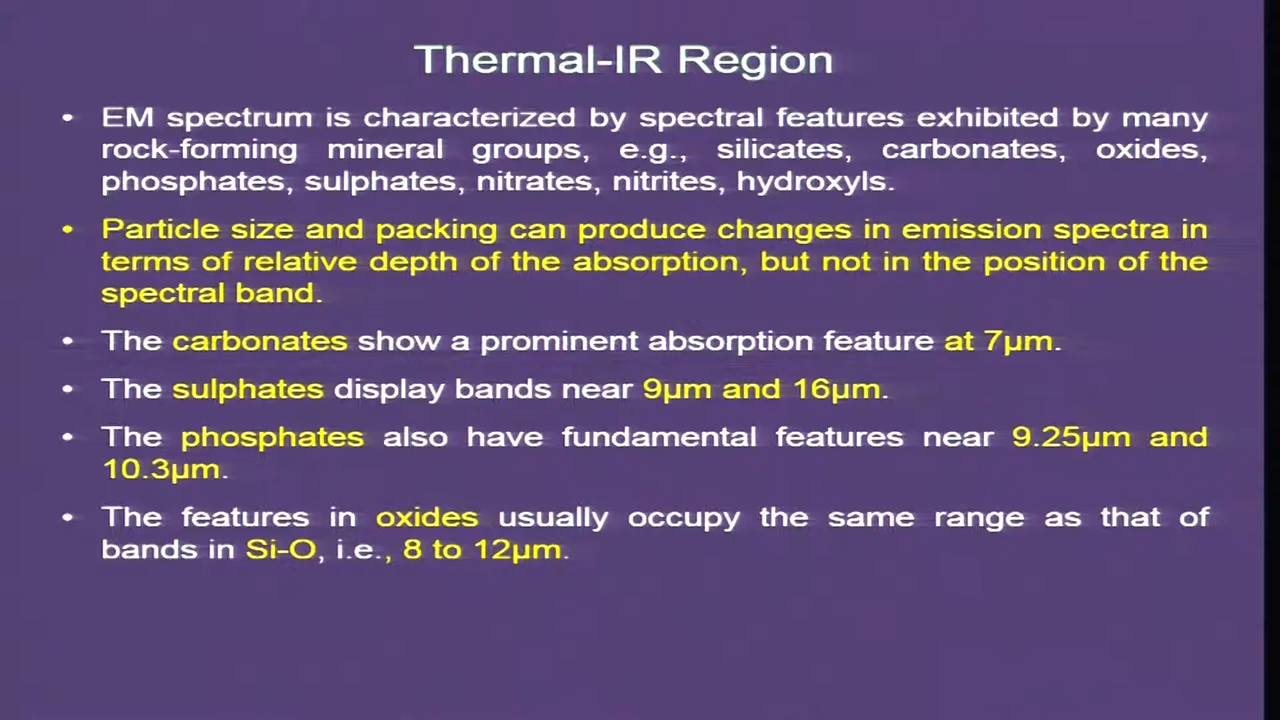 Thermal-IR Region
• EM spectrum is characterized by spectral features exhibited by many
rock-forming mineral groups, e.g., silicates, carbonates, oxides,
phosphates, sulphates, nitrates, nitrites, hydroxyls.
• Particle size and packing can produce changes in emission spectra in
terms of relative depth of the absorption, but not in the position of the
spectral band.
• The carbonates show a prominent absorption feature at 7µm.
• The sulphates display bands near 9µm and 16µm.
• The phosphates also have fundamental features near 9.25µm and
10.3µm.
• The features in oxides usually occupy the same range as that of
bands in Si-O, i.e., 8 to 12µm.